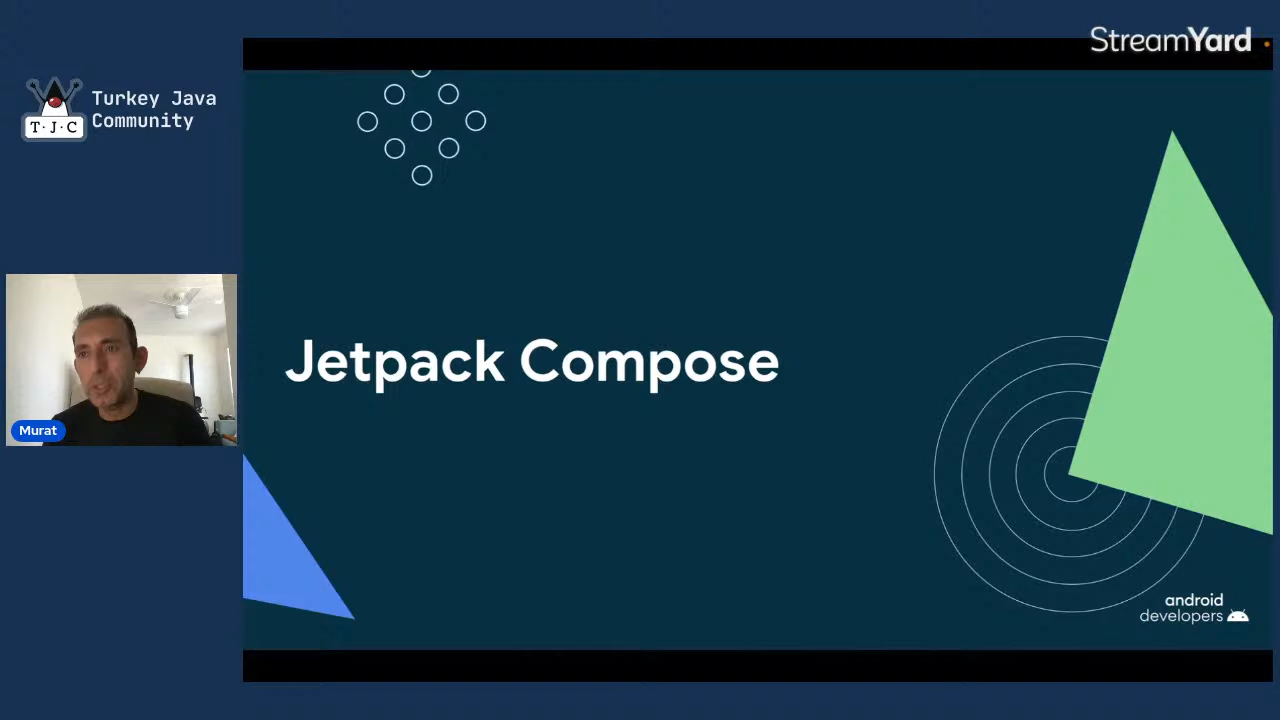 StreamYard
Turkey Java
Community
T·J·C
Murat
Jetpack Compose
android
developers